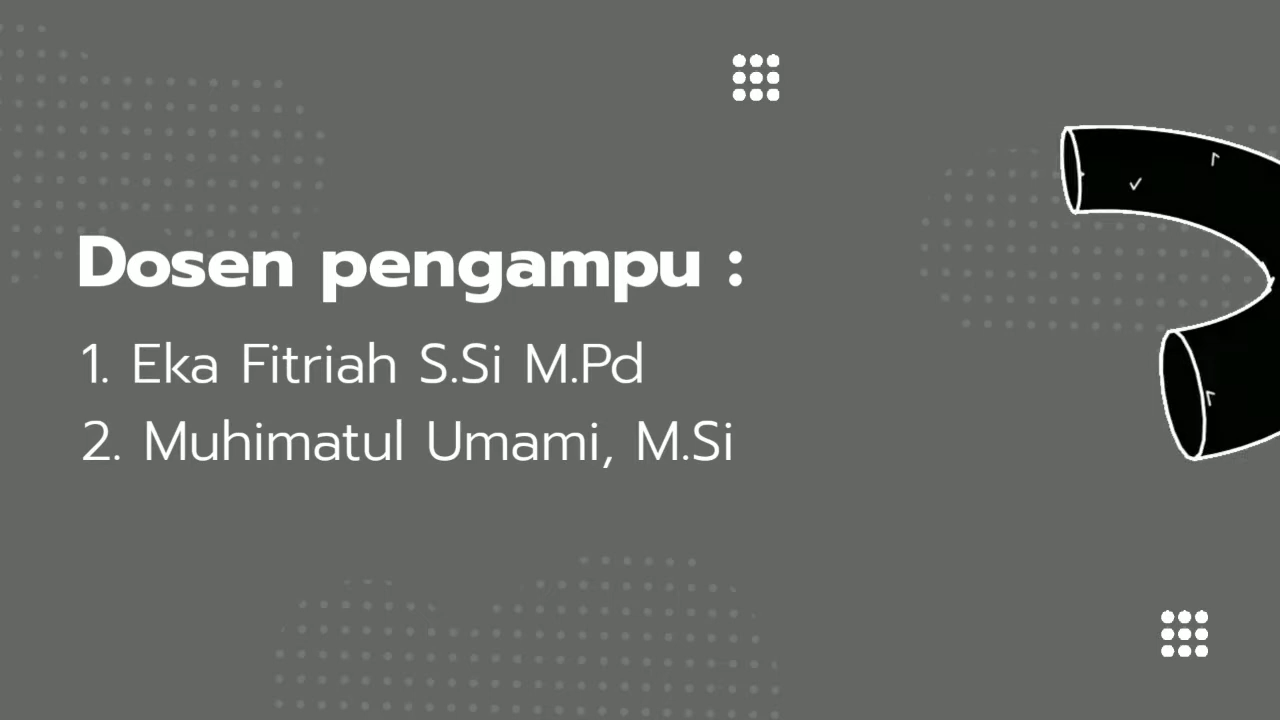 Dosen pengampu :
1. Eka Fitriah S.Si M.Pd
2. Muhimatul Umami, M.Si